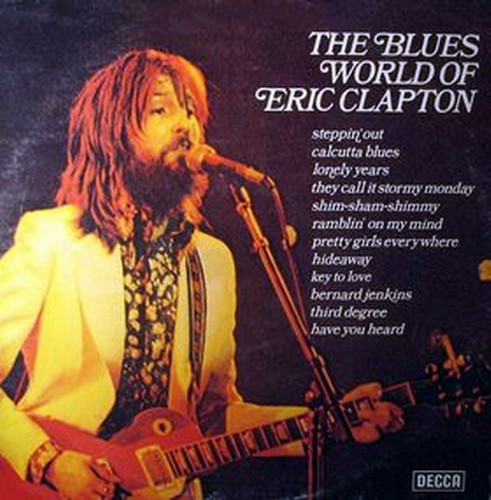 THE BLUES
WORLD OF
ERIC CLAPTON
steppin' out
calcutta blues
lonely years
they call it stormy monday
shim-sham-shimmy
ramblin' on my mind
pretty girls everywhere
hideaway
key to love
bernard jenkins
third degree
have you heard
DECCA